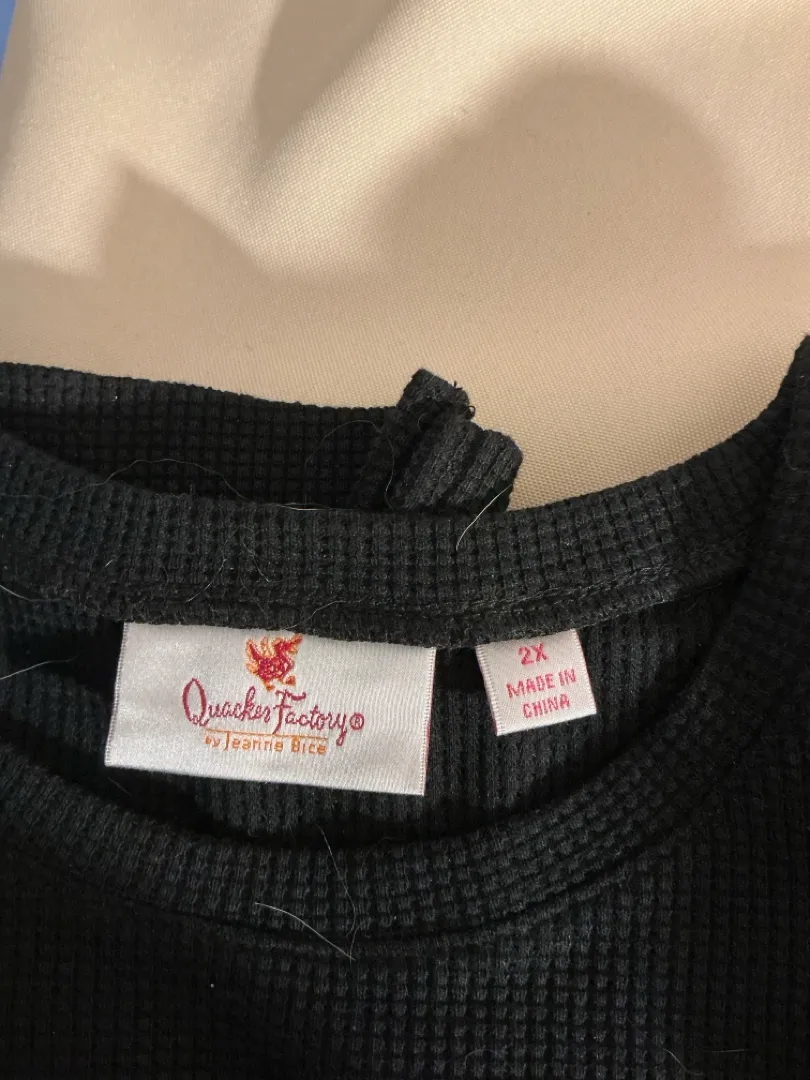 Quacker Factory®
by Jeanne Bice
2X
MADE IN
CHINA